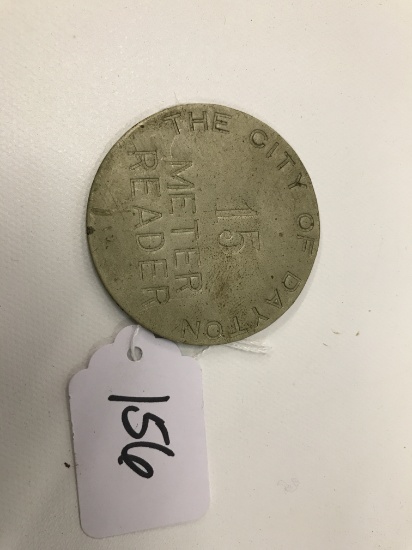 THE CITY OF DAYTON
15
METER
READER
156